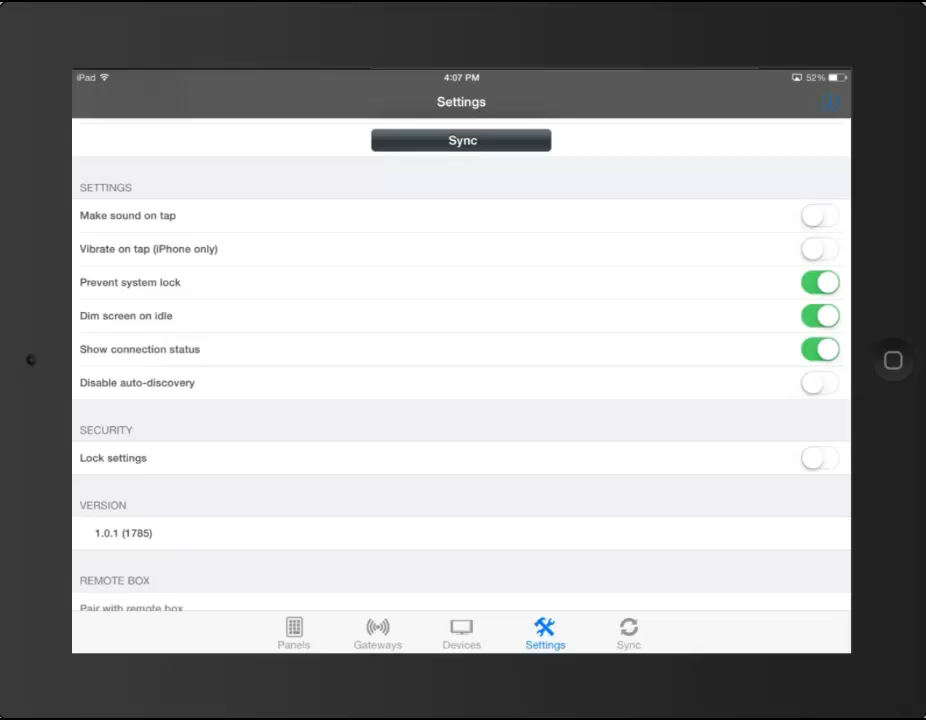 iPad 4:07 PM 52%
Settings
Sync
SETTINGS
Make sound on tap
Vibrate on tap (iPhone only)
Prevent system lock
Dim screen on idle
Show connection status
Disable auto-discovery
SECURITY
Lock settings
VERSION
1.0.1 (1785)
REMOTE BOX
Pair with remote box
Panels Gateways Devices Settings Sync